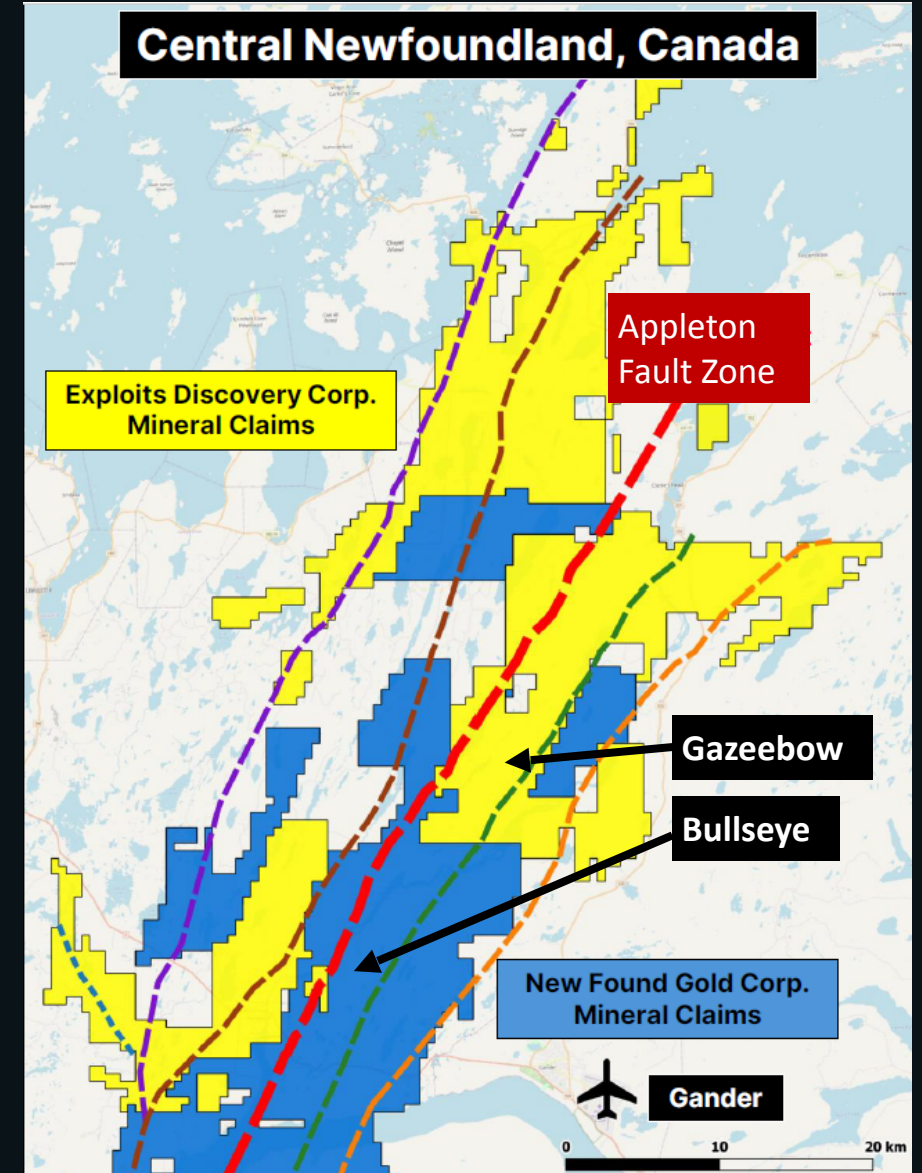 Central Newfoundland, Canada
Appleton
Fault Zone
Exploits Discovery Corp.
Mineral Claims
Gazeebow
Bullseye
New Found Gold Corp.
Mineral Claims
Gander
Gander
0 10 20 km